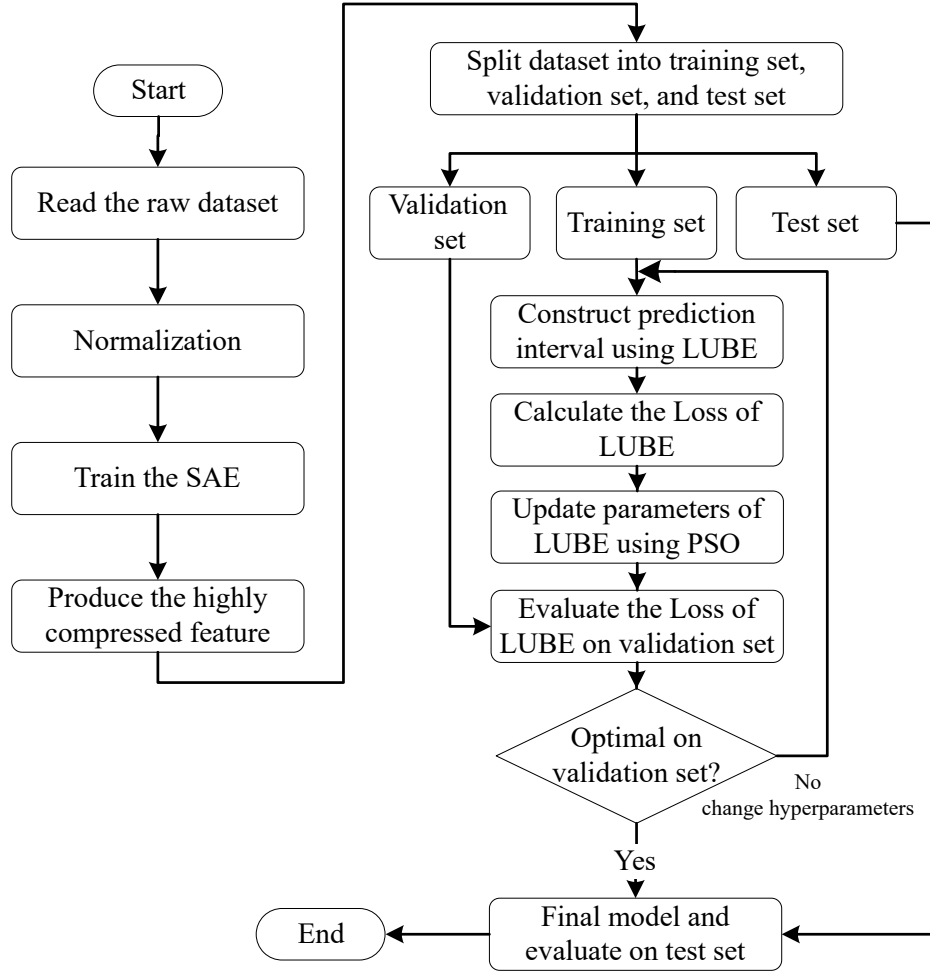 Start
Read the raw dataset
Normalization
Train the SAE
Produce the highly
compressed feature
Split dataset into training set,
validation set, and test set
Validation
set
Training set
Test set
Construct prediction
interval using LUBE
Calculate the Loss of
LUBE
Update parameters of
LUBE using PSO
Evaluate the Loss of
LUBE on validation set
Optimal on
validation set?
No
change hyperparameters
Yes
Final model and
evaluate on test set
End